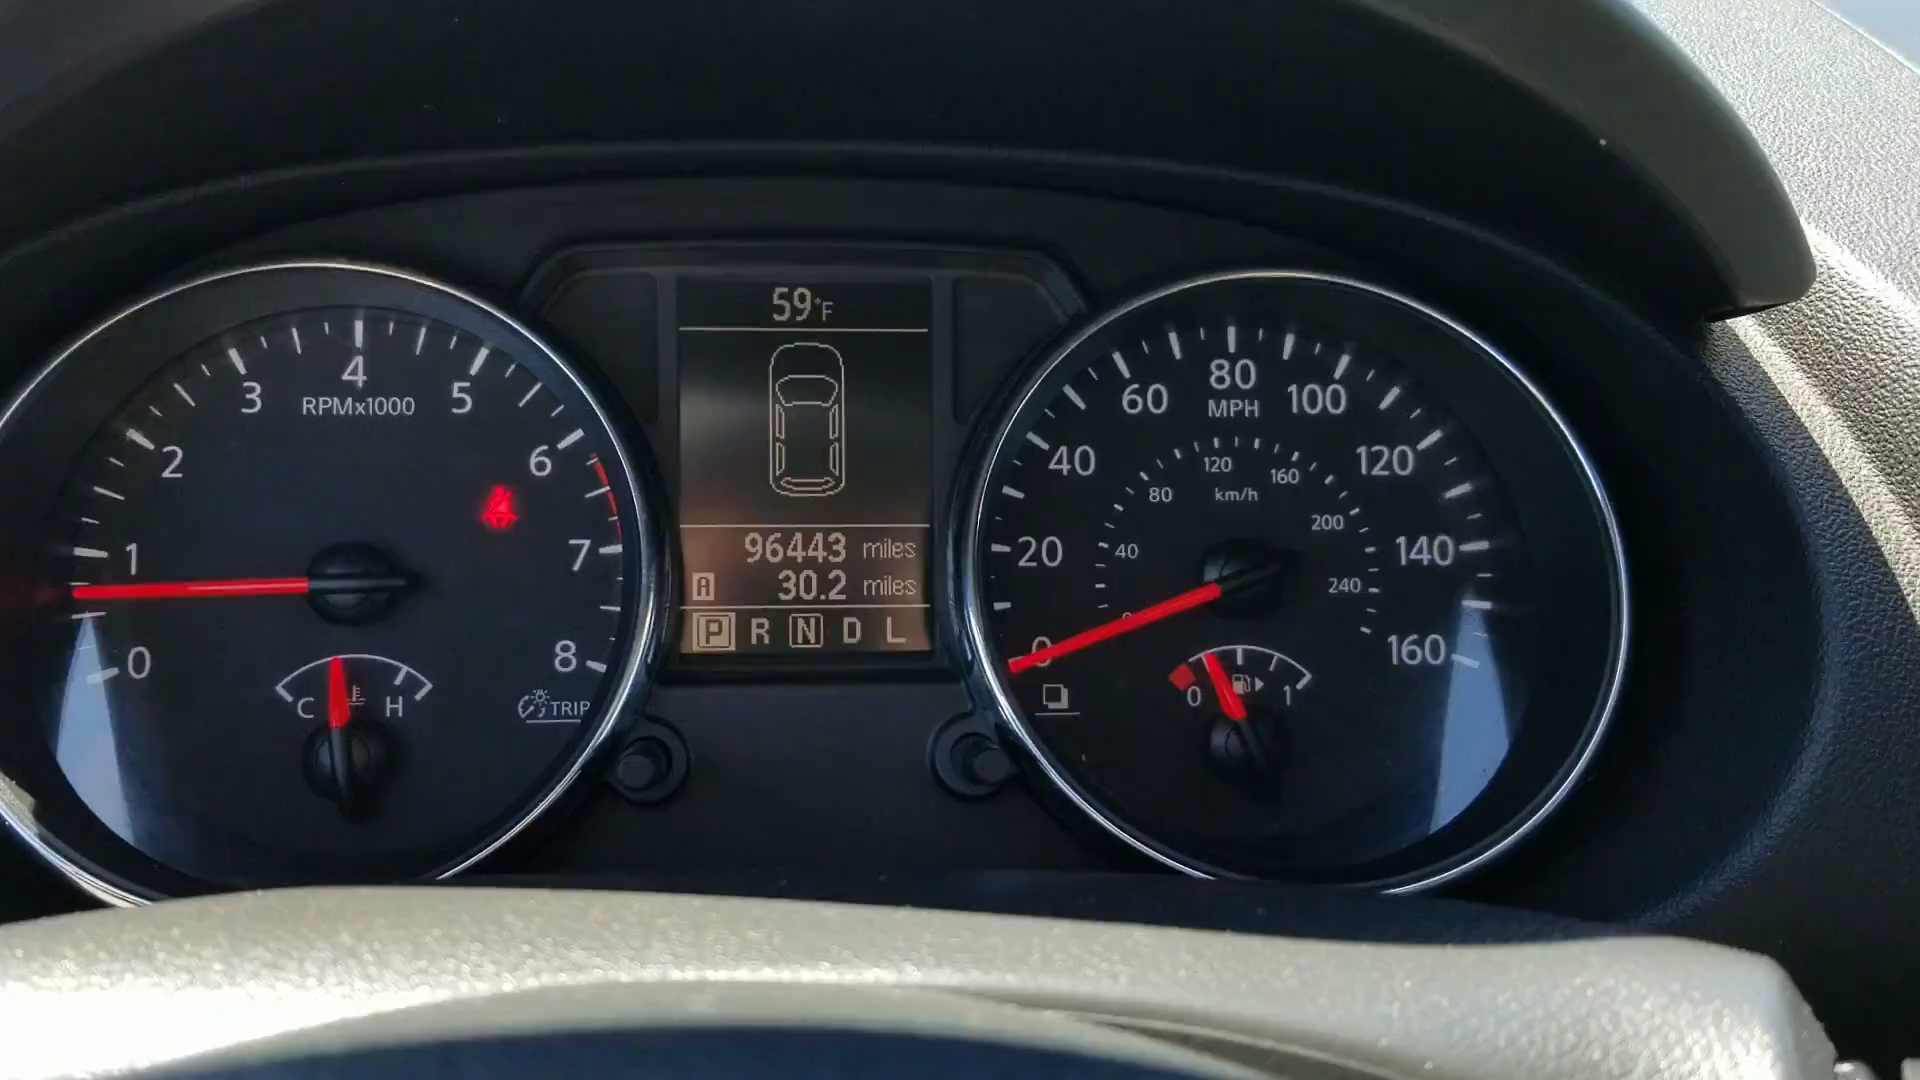 59°F
96443 miles
A 30.2 miles
P R N D L
0 1 2 3 4 5 6 7 8
RPMx1000
C H
TRIP
0 20 40 60 80 100 120 140 160
MPH
0 40 80 120 160 200 240
km/h
0 1